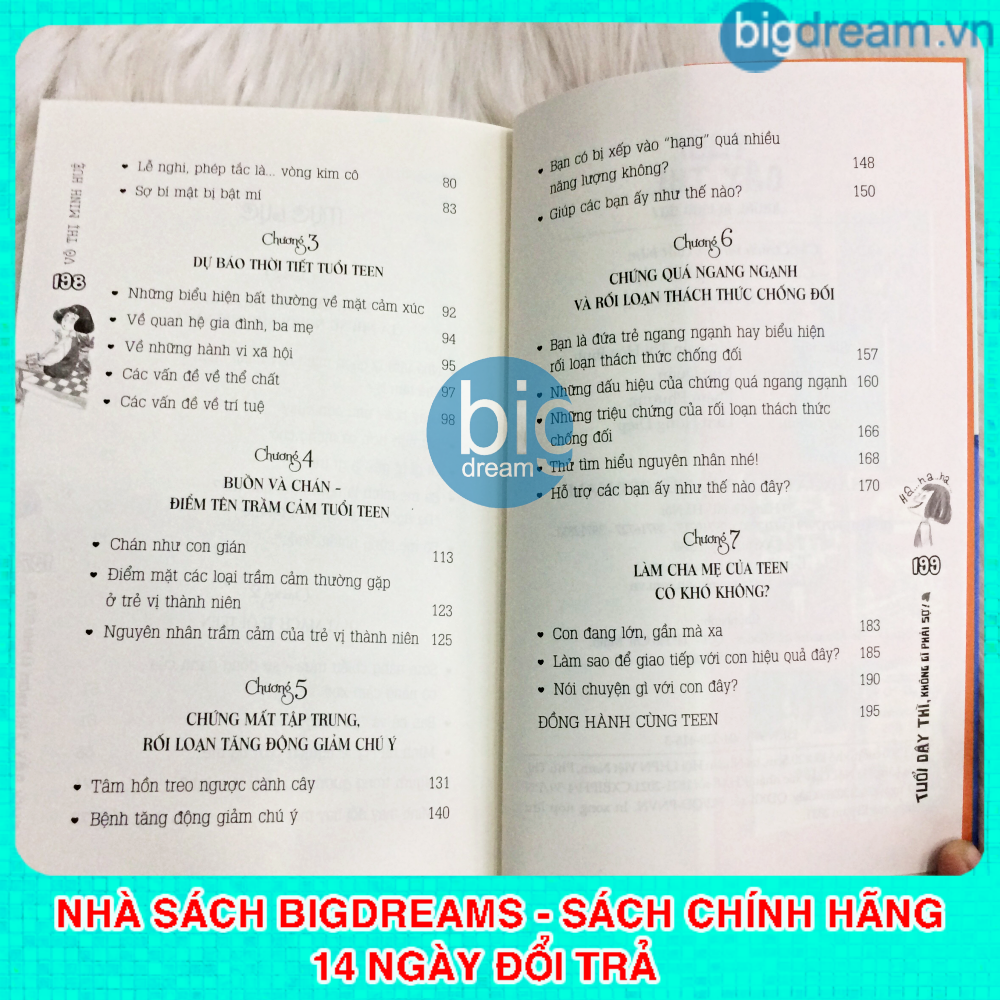 bigdream.vn
VÕ THỊ MINH HUỆ
198
• Lễ nghi, phép tắc là... vòng kim cô 80
• Sợ bí mật bị bật mí 83
Chương 3
DỰ BÁO THỜI TIẾT TUỔI TEEN
• Những biểu hiện bất thường về mặt cảm xúc 92
• Về quan hệ gia đình, ba mẹ 94
• Về những hành vi xã hội 95
• Các vấn đề về thể chất 97
• Các vấn đề về trí tuệ 98
Chương 4
BUỒN VÀ CHÁN –
ĐIỂM TÊN TRẦM CẢM TUỔI TEEN
• Chán như con gián 113
• Điểm mặt các loại trầm cảm thường gặp
ở trẻ vị thành niên 123
• Nguyên nhân trầm cảm của trẻ vị thành niên 125
Chương 5
CHỨNG MẤT TẬP TRUNG,
RỐI LOẠN TĂNG ĐỘNG GIẢM CHÚ Ý
• Tâm hồn treo ngược cành cây 131
• Bệnh tăng động giảm chú ý 140
big
dream
• Bạn có bị xếp vào "hạng" quá nhiều
năng lượng không? 148
• Giúp các bạn ấy như thế nào? 150
Chương 6
CHỨNG QUÁ NGANG NGẠNH
VÀ RỐI LOẠN THÁCH THỨC CHỐNG ĐỐI
• Bạn là đứa trẻ ngang ngạnh hay biểu hiện
rối loạn thách thức chống đối 157
• Những dấu hiệu của chứng quá ngang ngạnh 160
• Những triệu chứng của rối loạn thách thức
chống đối 166
• Thử tìm hiểu nguyên nhân nhé! 168
• Hỗ trợ các bạn ấy như thế nào đây? 170
Chương 7
LÀM CHA MẸ CỦA TEEN
CÓ KHÓ KHÔNG?
• Con đang lớn, gần mà xa 183
• Làm sao để giao tiếp với con hiệu quả đây? 185
• Nói chuyện gì với con đây? 190
ĐỒNG HÀNH CÙNG TEEN 195
Ha ha ha
199
TUỔI DẬY THÌ, KHÔNG GÌ PHẢI SỢ!
NHÀ SÁCH BIGDREAMS - SÁCH CHÍNH HÃNG
14 NGÀY ĐỔI TRẢ